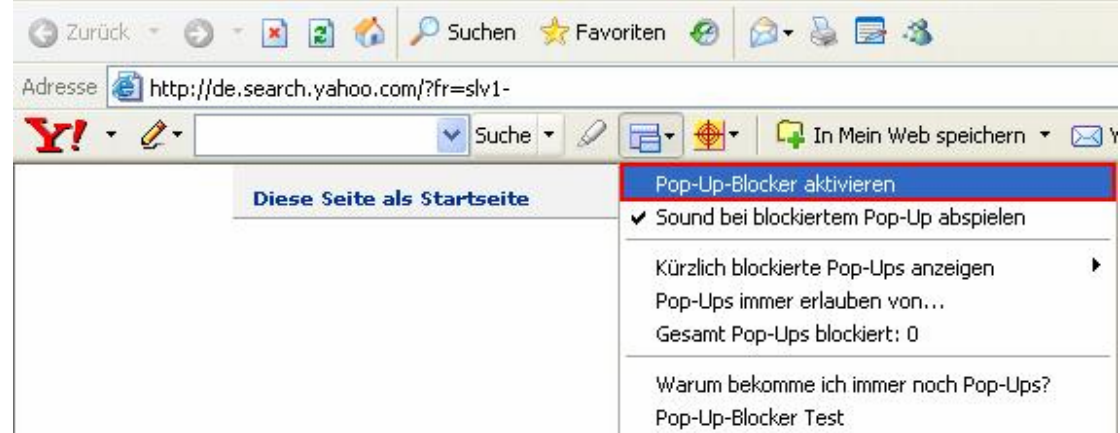 Zurück Suchen Favoriten
Adresse http://de.search.yahoo.com/?fr=slv1-
Y! Suche In Mein Web speichern Y
Diese Seite als Startseite
Pop-Up-Blocker aktivieren
Sound bei blockiertem Pop-Up abspielen
Kürzlich blockierte Pop-Ups anzeigen
Pop-Ups immer erlauben von...
Gesamt Pop-Ups blockiert: 0
Warum bekomme ich immer noch Pop-Ups?
Pop-Up-Blocker Test